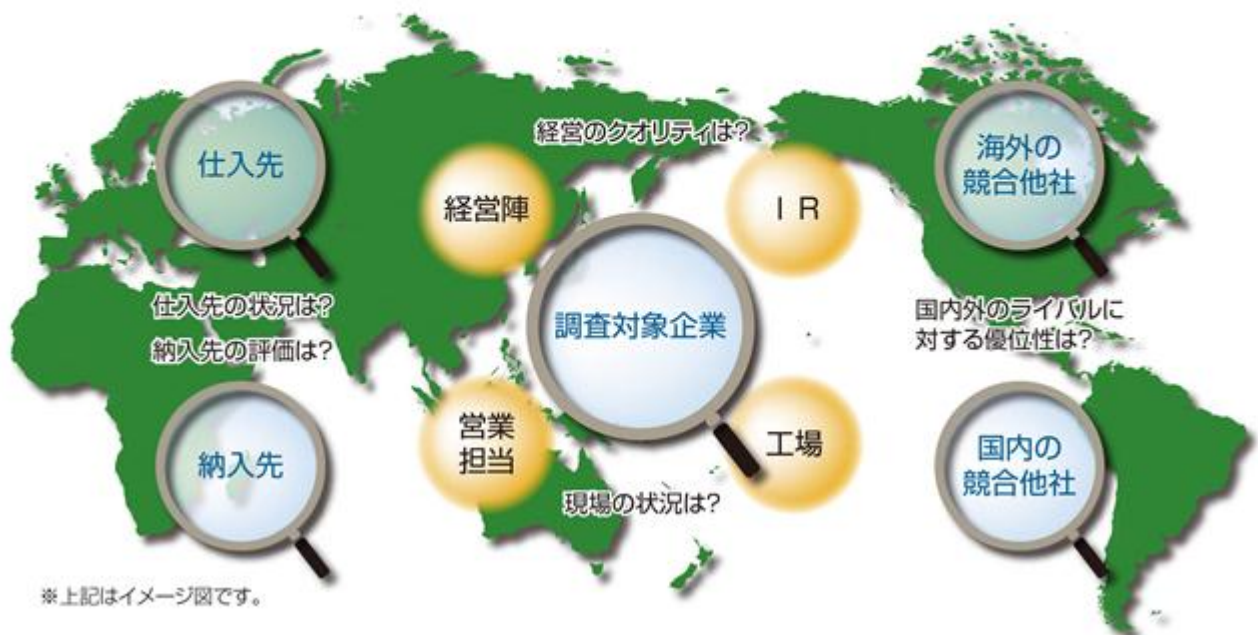 経営のクオリティは?
仕入先
経営陣
I R
海外の
競合他社
仕入先の状況は?
納入先の評価は?
調査対象企業
国内外のライバルに
対する優位性は?
納入先
営業
担当
工場
国内の
競合他社
現場の状況は?
※上記はイメージ図です。